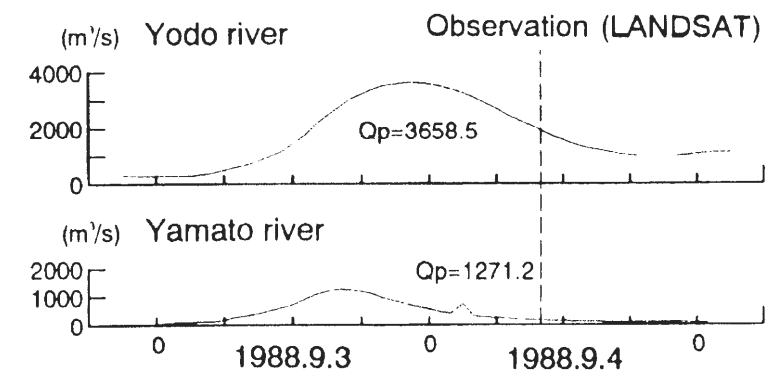 (m³/s) Yodo river Observation (LANDSAT)
4000
2000
Qp=3658.5
0
(m³/s) Yamato river
2000 Qp=1271.2
1000
0
0 0 0
1988.9.3 1988.9.4